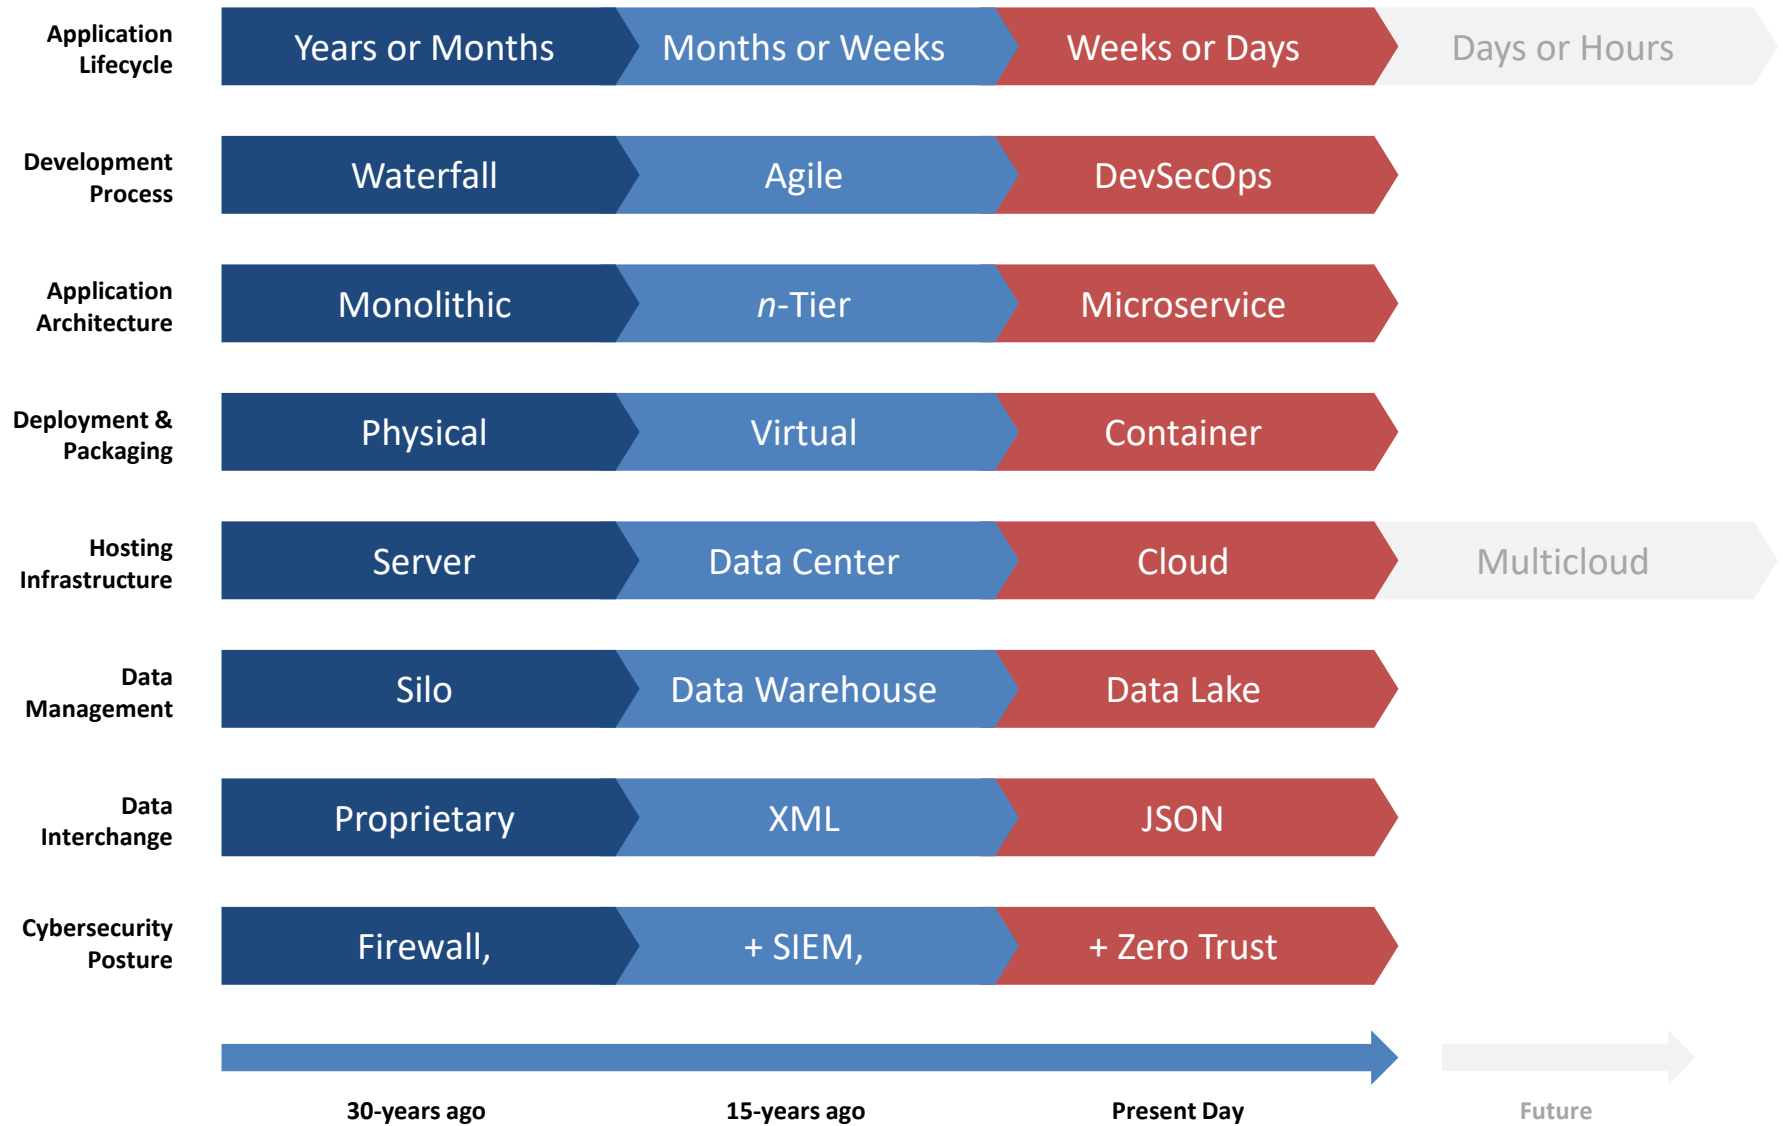 Application
Lifecycle
Years or Months
Months or Weeks
Weeks or Days
Days or Hours
Development
Process
Waterfall
Agile
DevSecOps
Application
Architecture
Monolithic
n-Tier
Microservice
Deployment &
Packaging
Physical
Virtual
Container
Hosting
Infrastructure
Server
Data Center
Cloud
Multicloud
Data
Management
Silo
Data Warehouse
Data Lake
Data
Interchange
Proprietary
XML
JSON
Cybersecurity
Posture
Firewall,
+ SIEM,
+ Zero Trust
30-years ago
15-years ago
Present Day
Future